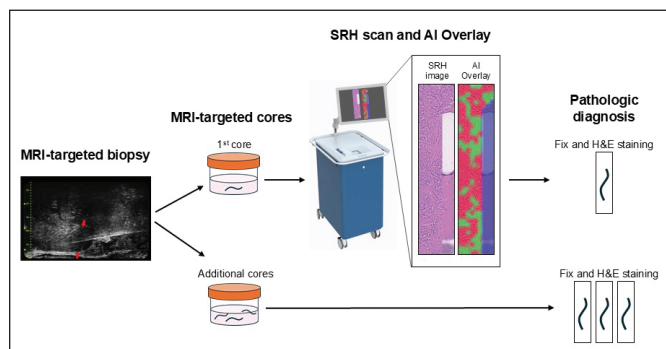 SRH scan and AI Overlay
SRH
image
AI
Overlay
MRI-targeted cores
1st core
Pathologic
diagnosis
Fix and H&E staining
MRI-targeted biopsy
Additional cores
Fix and H&E staining